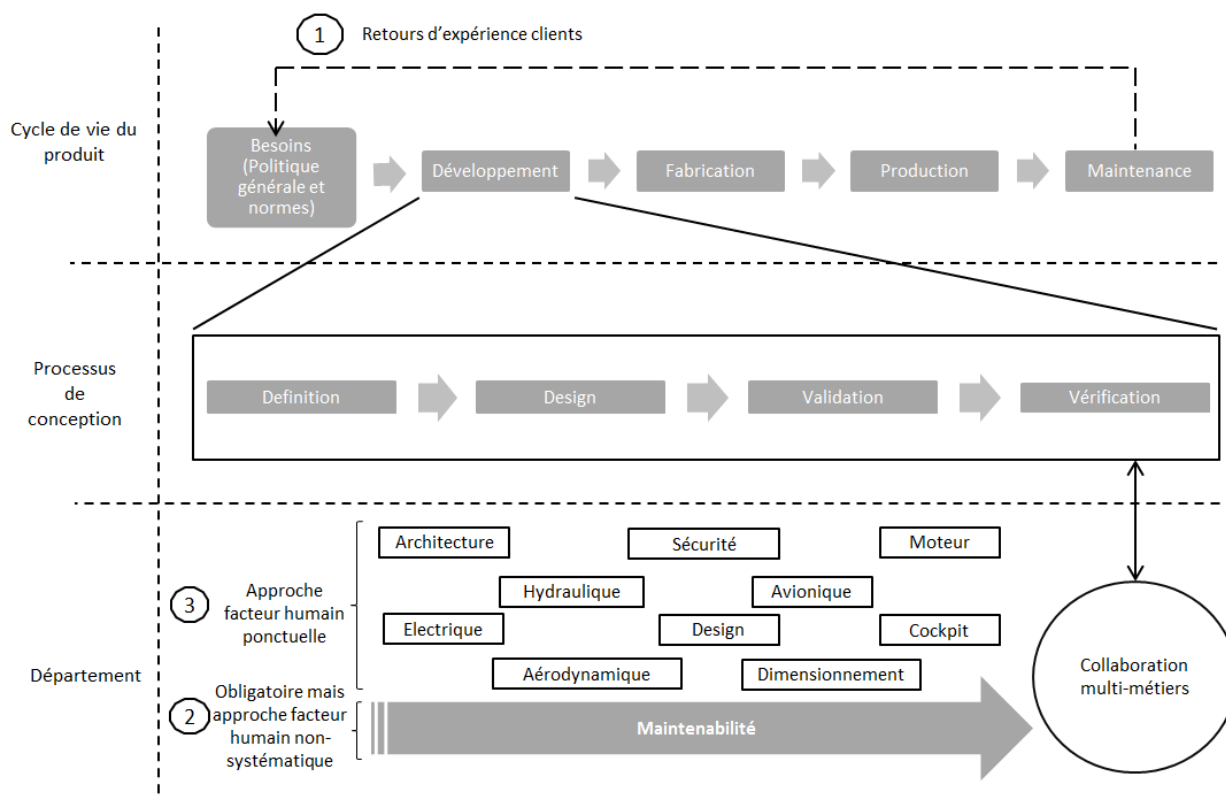 1
Retours d’expérience clients
Cycle de vie du
produit
Besoins
(Politique
générale et
normes)
Développement
Fabrication
Production
Maintenance
Processus
de
conception
Definition
Design
Validation
Vérification
Département
3
Approche
facteur humain
ponctuelle
Architecture
Sécurité
Moteur
Hydraulique
Avionique
Electrique
Design
Cockpit
Aérodynamique
Dimensionnement
2
Obligatoire mais
approche facteur
humain non-
systématique
Maintenabilité
Collaboration
multi-métiers